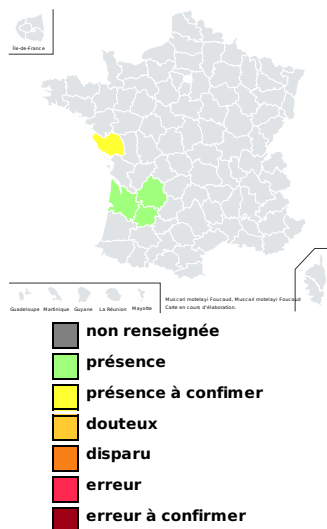 Île-de-France
Guadeloupe Martinique Guyane La Réunion Mayotte
Muscari motelayi Foucaud, Muscari motelayi Foucaud
Carte en cours d'élaboration.
non renseignée
présence
présence à confimer
douteux
disparu
erreur
erreur à confirmer